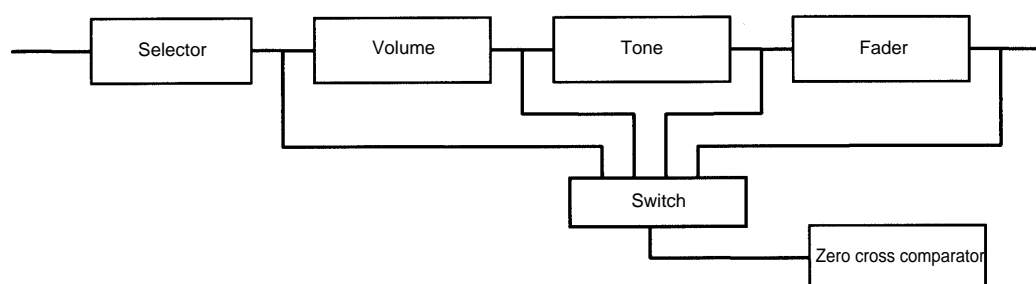 Selector
Volume
Tone
Fader
Switch
Zero cross comparator